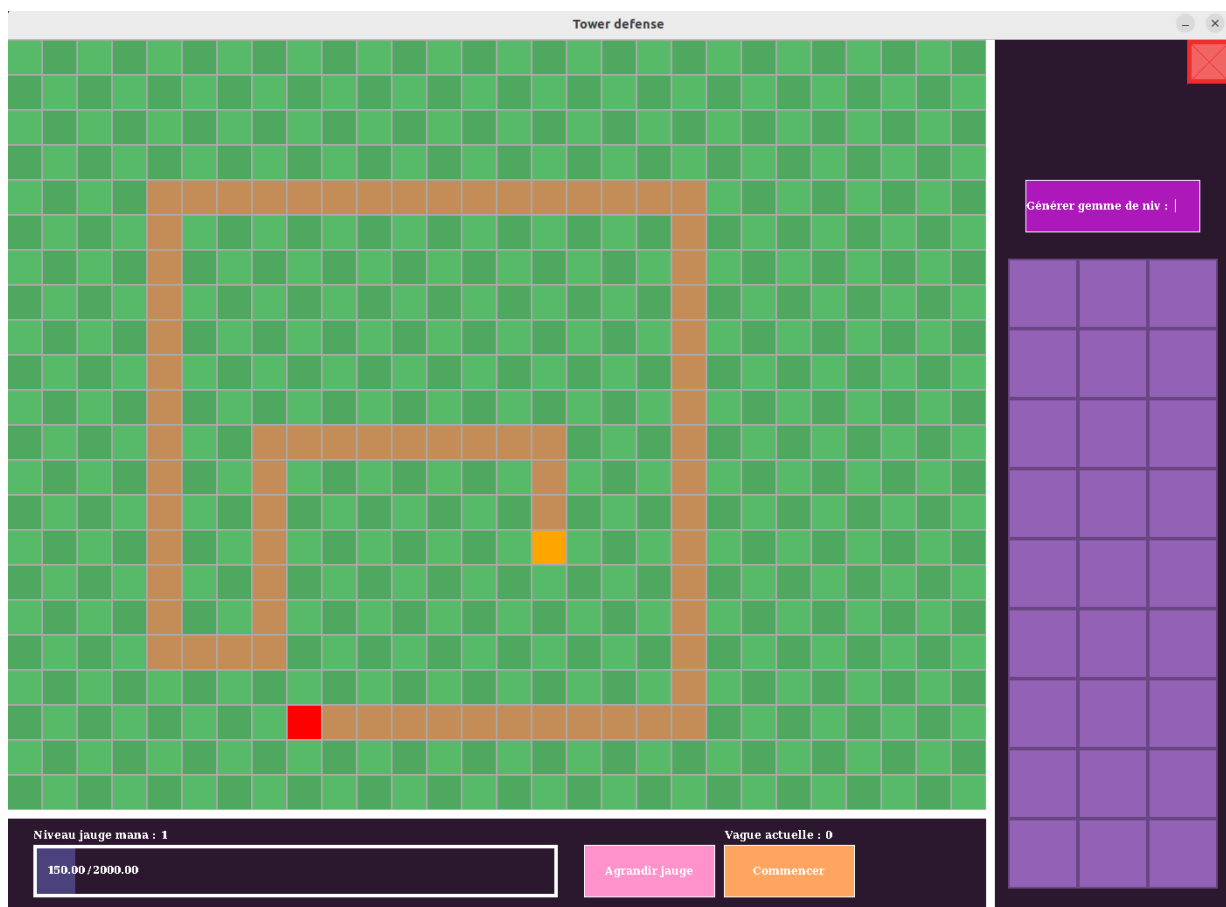 Tower defense
Générer gemme de niv :
Niveau jauge mana : 1
Vague actuelle : 0
150.00 / 2000.00
Agrandir jauge
Commencer